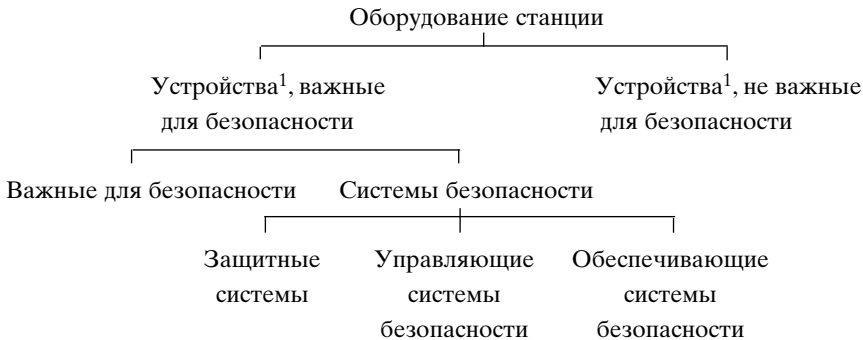 Оборудование станции
Устройства¹, важные для безопасности
Устройства¹, не важные для безопасности
Важные для безопасности
Системы безопасности
Защитные системы
Управляющие системы безопасности
Обеспечивающие системы безопасности